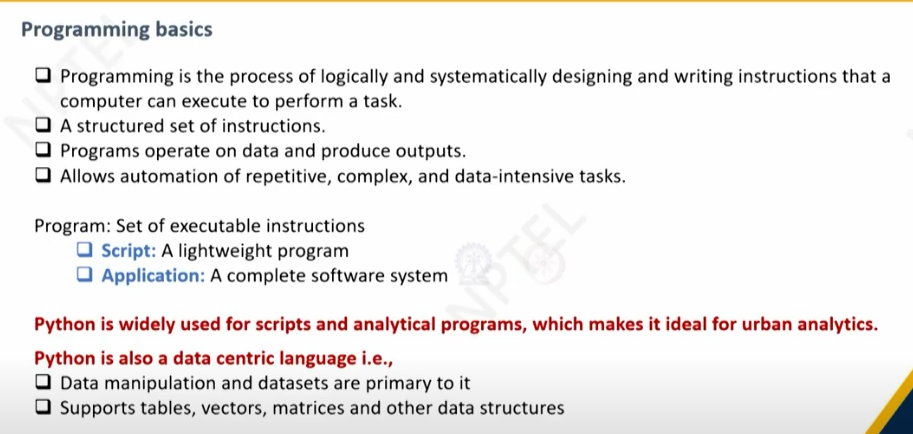 Programming basics
❑ Programming is the process of logically and systematically designing and writing instructions that a
computer can execute to perform a task.
❑ A structured set of instructions.
❑ Programs operate on data and produce outputs.
❑ Allows automation of repetitive, complex, and data-intensive tasks.
Program: Set of executable instructions
❑ Script: A lightweight program
❑ Application: A complete software system
NPTEL
Python is widely used for scripts and analytical programs, which makes it ideal for urban analytics.
Python is also a data centric language i.e.,
❑ Data manipulation and datasets are primary to it
❑ Supports tables, vectors, matrices and other data structures